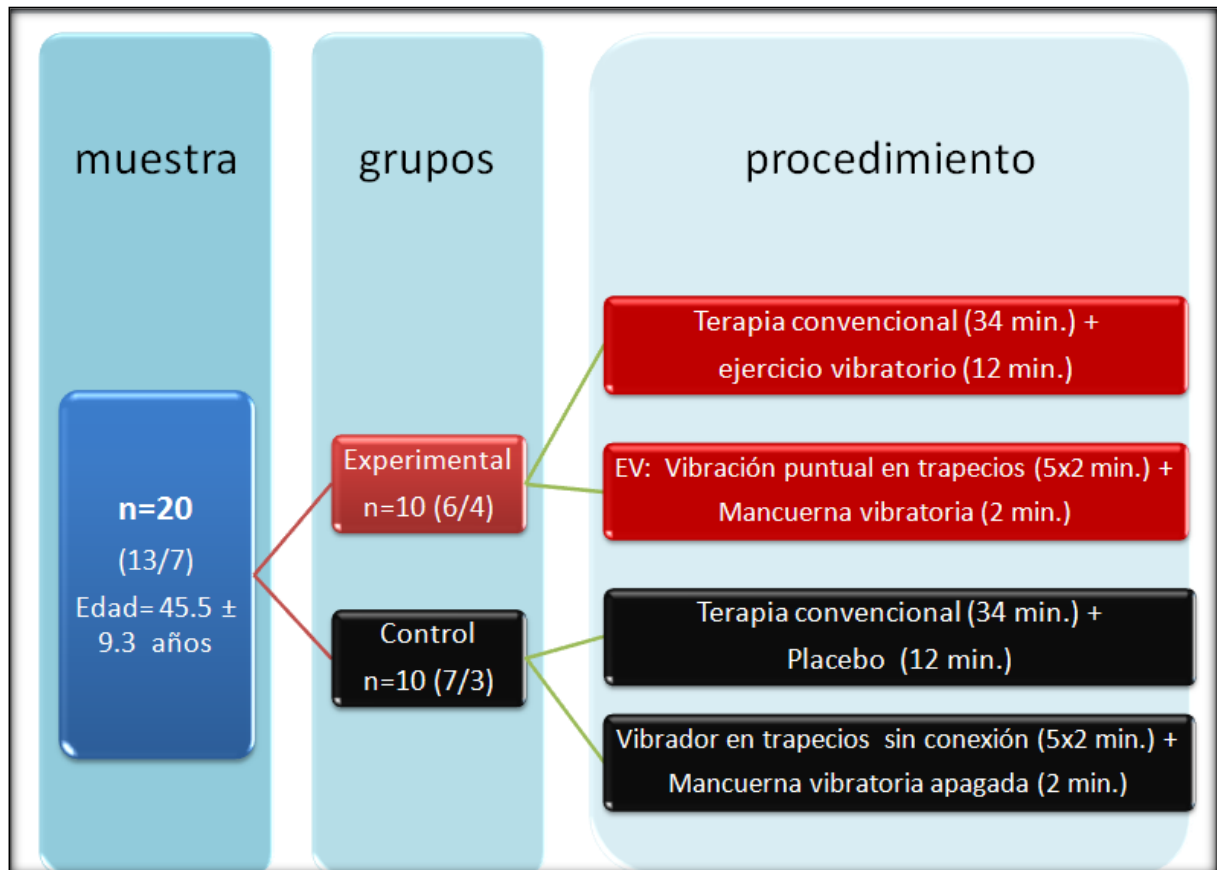 muestra
grupos
procedimiento
n=20
(13/7)
Edad= 45.5 ±
9.3 años
Experimental
n=10 (6/4)
Control
n=10 (7/3)
Terapia convencional (34 min.) +
ejercicio vibratorio (12 min.)
EV: Vibración puntual en trapecios (5x2 min.) +
Mancuerna vibratoria (2 min.)
Terapia convencional (34 min.) +
Placebo (12 min.)
Vibrador en trapecios sin conexión (5x2 min.) +
Mancuerna vibratoria apagada (2 min.)